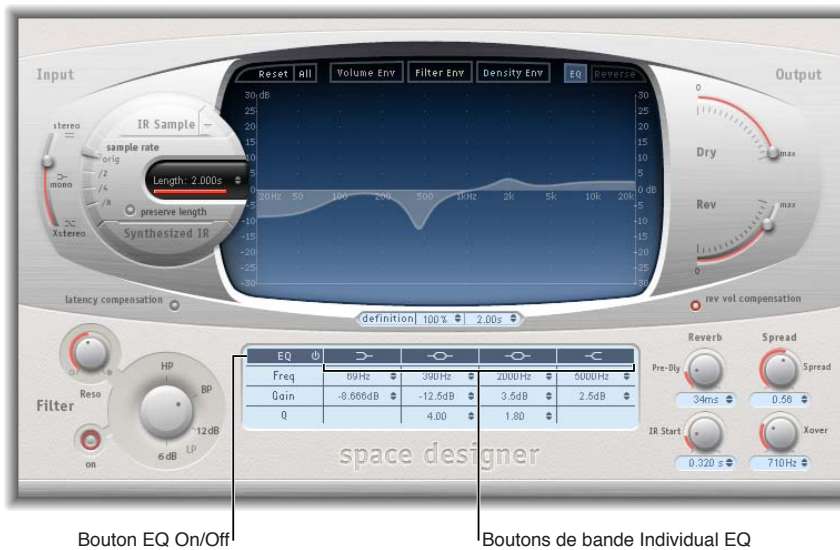 Input
Output
Reset All Volume Env Filter Env Density Env EQ Reverse
stereo
mono
Xstereo
IR Sample
sample rate
orig
/2
/4
/8
Length: 2.000s
preserve length
Synthesized IR
30 dB
25
20
15
10
5
0
-5
-10
-15
-20
-25
-30
20Hz 50 100 200 500 1kHz 2k 5k 10k 20k
30
25
20
15
10
5
0 dB
-5
-10
-15
-20
-25
-30
0
Dry
max
Rev
max
0
latency compensation
rev vol compensation
definition 100% 2.00s
Reso
Filter
on
HP
BP
12dB
LP
6dB
EQ
Freq 69Hz 390Hz 2000Hz 5000Hz
Gain -8.666dB -12.5dB 3.5dB 2.5dB
Q 4.00 1.80
space designer
Reverb Spread
Pre-Dly Spread
34ms 0.56
IR Start Xover
0.320 s 710Hz
Bouton EQ On/Off
Boutons de bande Individual EQ